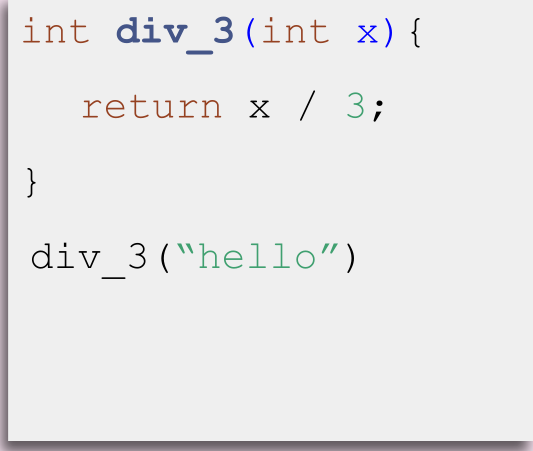 int div_3(int x){
return x / 3;
}
div_3(“hello”)